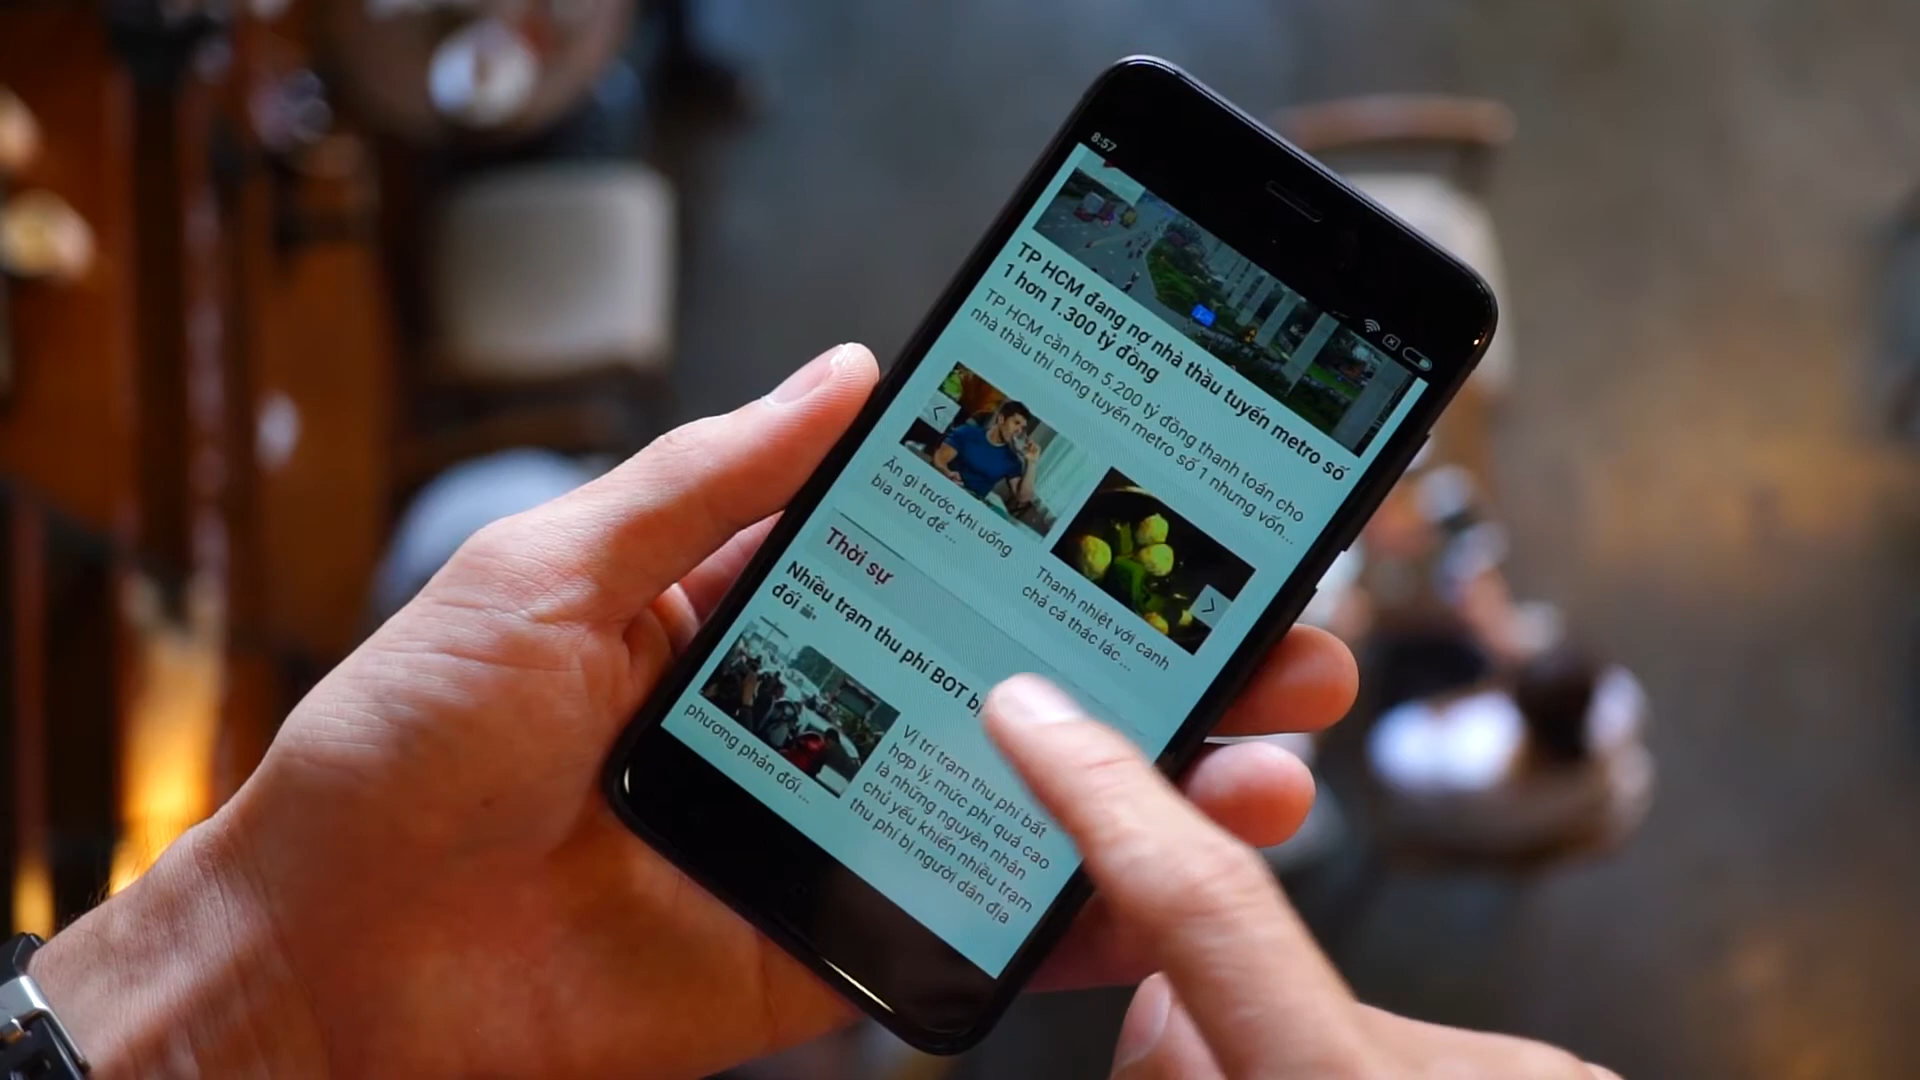 8:57
TP HCM đang nợ nhà thầu tuyến metro số
1 hơn 1.300 tỷ đồng
TP HCM cần hơn 5.200 tỷ đồng thanh toán cho
nhà thầu thi công tuyến metro số 1 nhưng vốn...
Ăn gì trước khi uống
bia rượu để...
Thanh nhiệt với canh
chả cá thác lác...
Thời sự
Nhiều trạm thu phí BOT bị
đối
Vị trí trạm thu phí bất
hợp lý, mức phí quá cao
là những nguyên nhân
chủ yếu khiến nhiều trạm
thu phí bị người dân địa
phương phản đối...